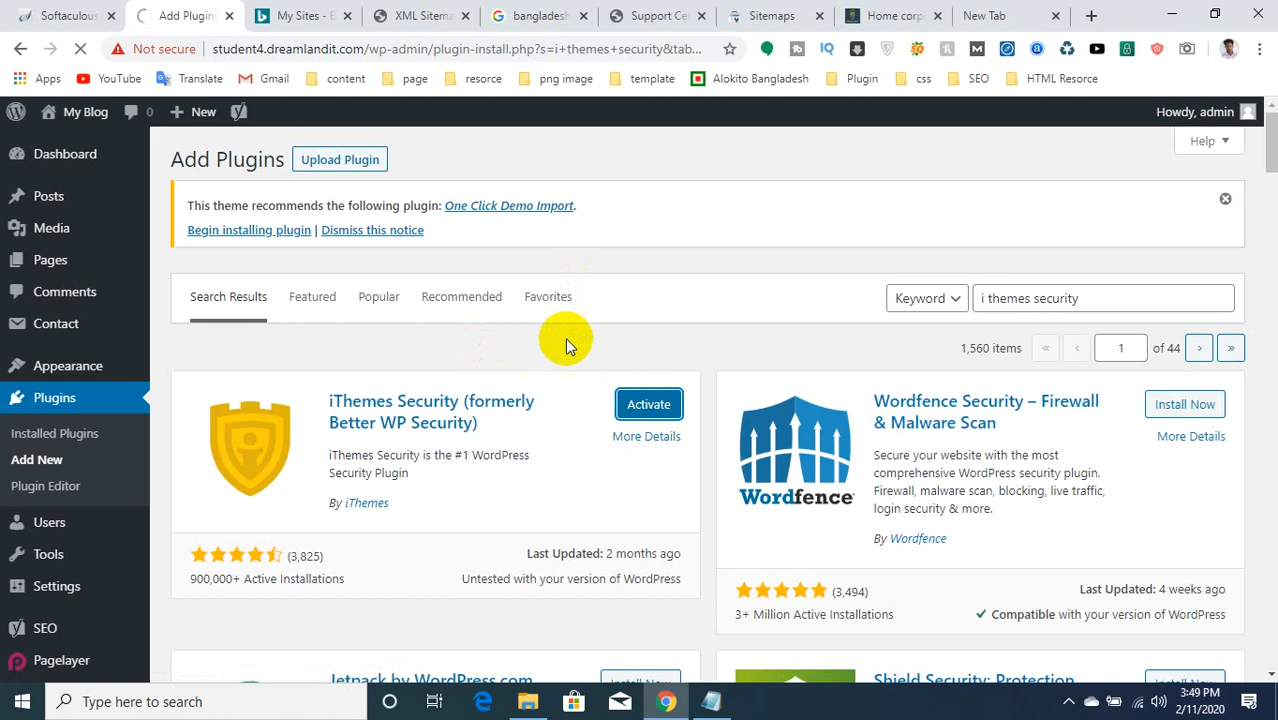 Softaculous
Add Plugins
My Sites - B
XML Sitema
bangladesh
Support Ce
Sitemaps
Home corp
New Tab
Not secure
student4.dreamlandit.com/wp-admin/plugin-install.php?s=i+themes+security&tab...
Apps
YouTube
Translate
Gmail
content
page
resorce
png image
template
Alokito Bangladesh
Plugin
css
SEO
HTML Resorce
My Blog
0
New
Howdy, admin
Dashboard
Posts
Media
Pages
Comments
Contact
Appearance
Plugins
Installed Plugins
Add New
Plugin Editor
Users
Tools
Settings
SEO
Pagelayer
Add Plugins
Upload Plugin
Help
This theme recommends the following plugin: One Click Demo Import.
Begin installing plugin | Dismiss this notice
Search Results
Featured
Popular
Recommended
Favorites
Keyword
i themes security
1,560 items
«
‹
1
of 44
›
»
iThemes Security (formerly
Better WP Security)
Activate
More Details
iThemes Security is the #1 WordPress
Security Plugin
By iThemes
(3,825)
Last Updated: 2 months ago
900,000+ Active Installations
Untested with your version of WordPress
Wordfence
Wordfence Security – Firewall
& Malware Scan
Install Now
More Details
Secure your website with the most
comprehensive WordPress security plugin.
Firewall, malware scan, blocking, live traffic,
login security & more.
By Wordfence
(3,494)
Last Updated: 4 weeks ago
3+ Million Active Installations
Compatible with your version of WordPress
Jetpack by WordPress.com
Install Now
Shield Security: Protection
Install Now
Type here to search
3:49 PM
2/11/2020